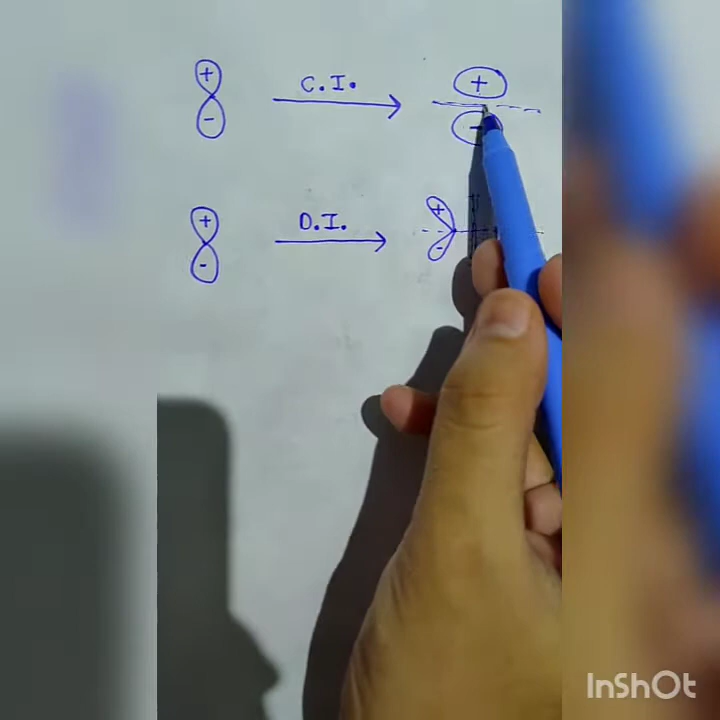 + C.I. +
- -
+ D.I. +
- -
InShOt